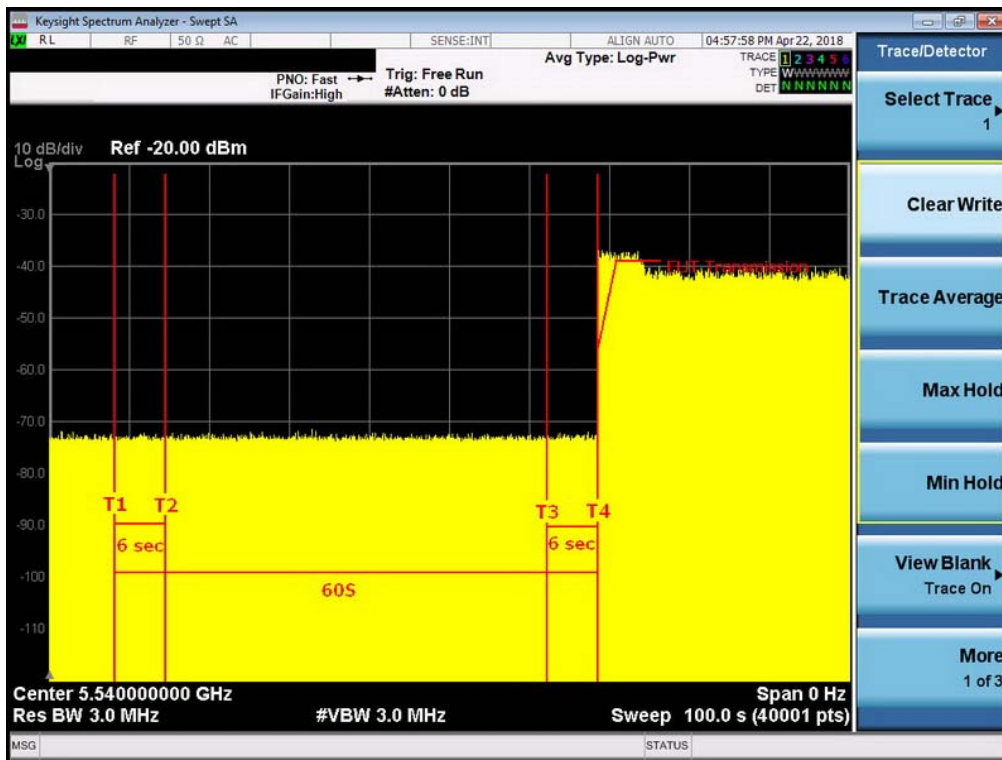 Keysight Spectrum Analyzer - Swept SA
LXI RL RF 50 Ω AC SENSE:INT ALIGN AUTO 04:57:58 PM Apr 22, 2018
Avg Type: Log-Pwr
TRACE 1 2 3 4 5 6
TYPE WWWWWW
DET N N N N N N
PNO: Fast
IFGain:High
Trig: Free Run
#Atten: 0 dB
10 dB/div Ref -20.00 dBm
Log
-30.0
-40.0
-50.0
-60.0
-70.0
-80.0
-90.0
-100
-110
EUT Transmission
T1 T2 T3 T4
6 sec 6 sec
60S
Center 5.540000000 GHz Span 0 Hz
Res BW 3.0 MHz #VBW 3.0 MHz Sweep 100.0 s (40001 pts)
MSG STATUS
Trace/Detector
Select Trace
1
Clear Write
Trace Average
Max Hold
Min Hold
View Blank
Trace On
More
1 of 3